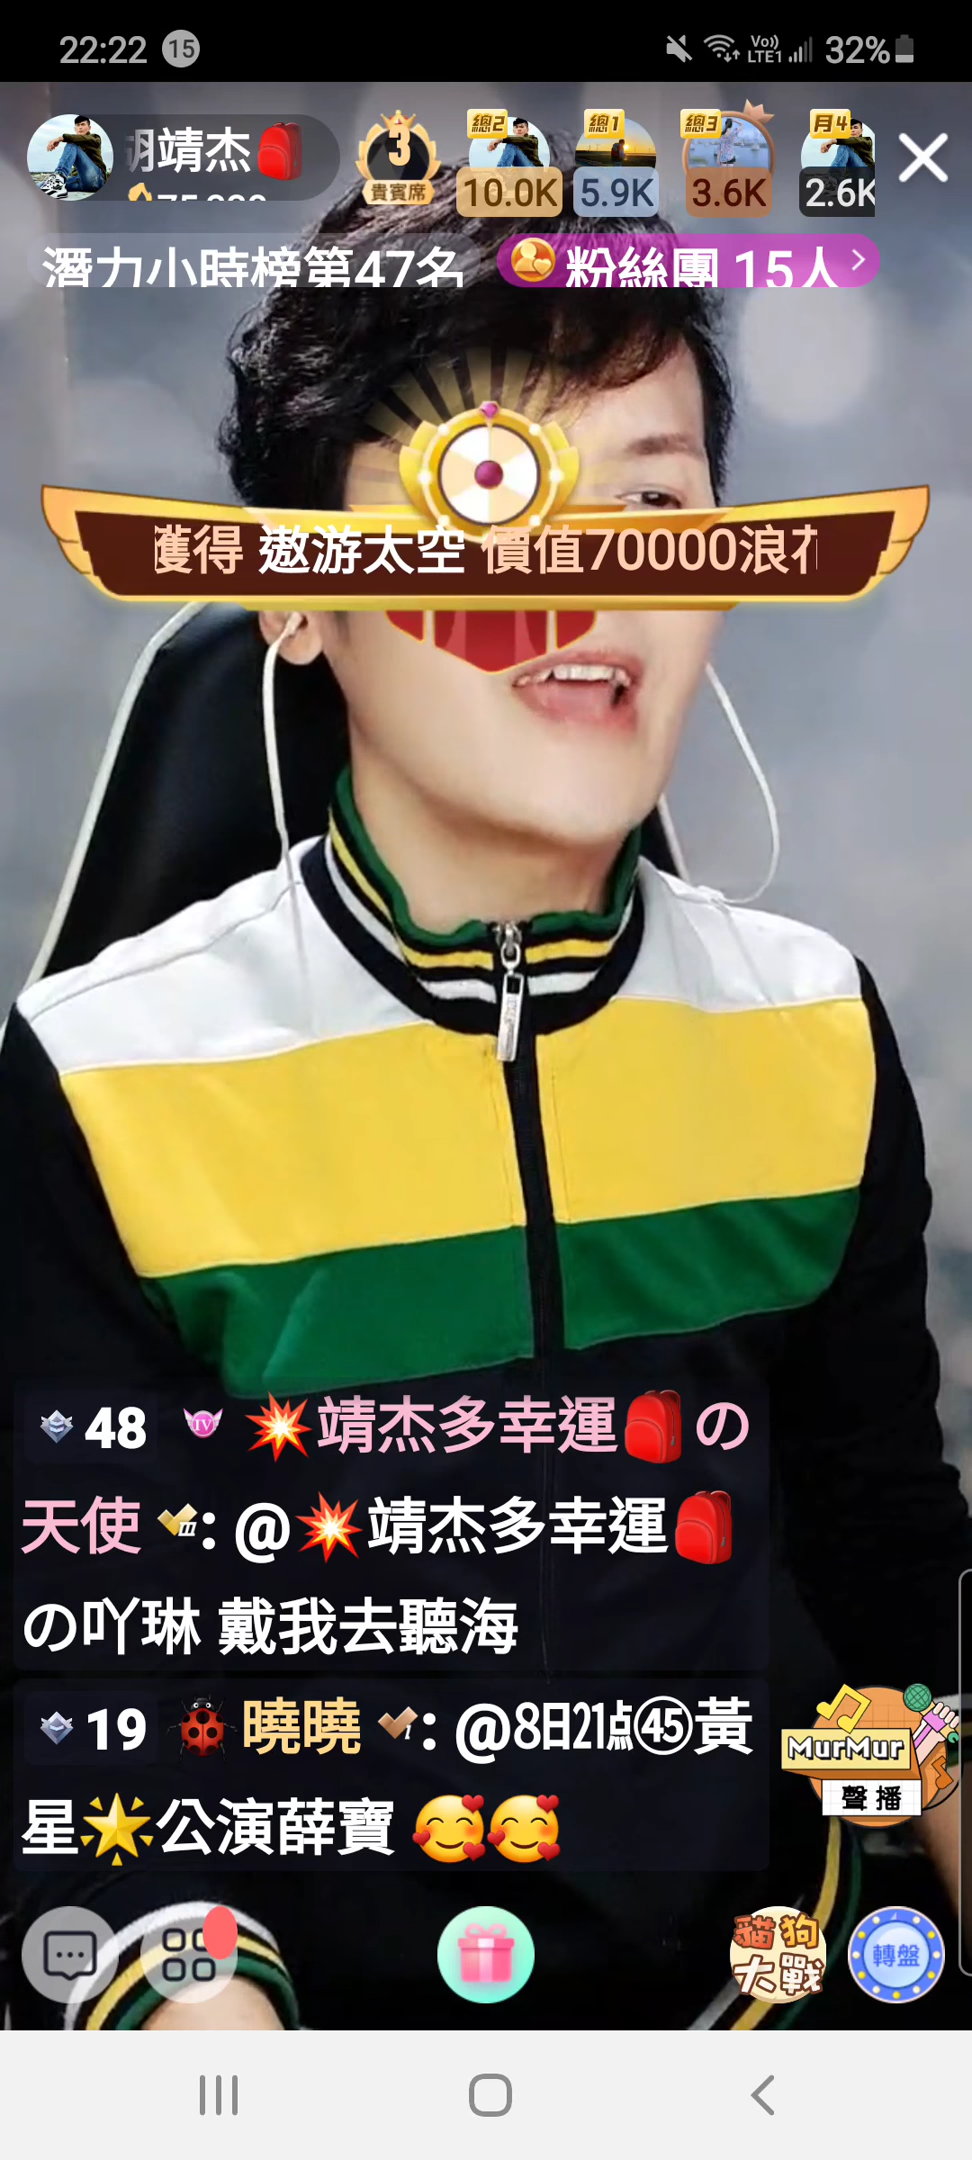 22:22 15 Vo)) LTE1 32%
靖杰🎒
3
貴賓席
總2 總1 總3 月4
10.0K 5.9K 3.6K 2.6K
潛力小時榜第47名 粉絲團 15人 >
獲得 遨游太空 價值70000浪花
48 IV 💥靖杰多幸運🎒の
天使 III: @💥靖杰多幸運🎒
の吖琳 戴我去聽海
19 🐞曉曉 I: @8日21点㊺黃
星🌟公演薛寶 🥰🥰
MurMur
聲播
貓狗
大戰
轉盤